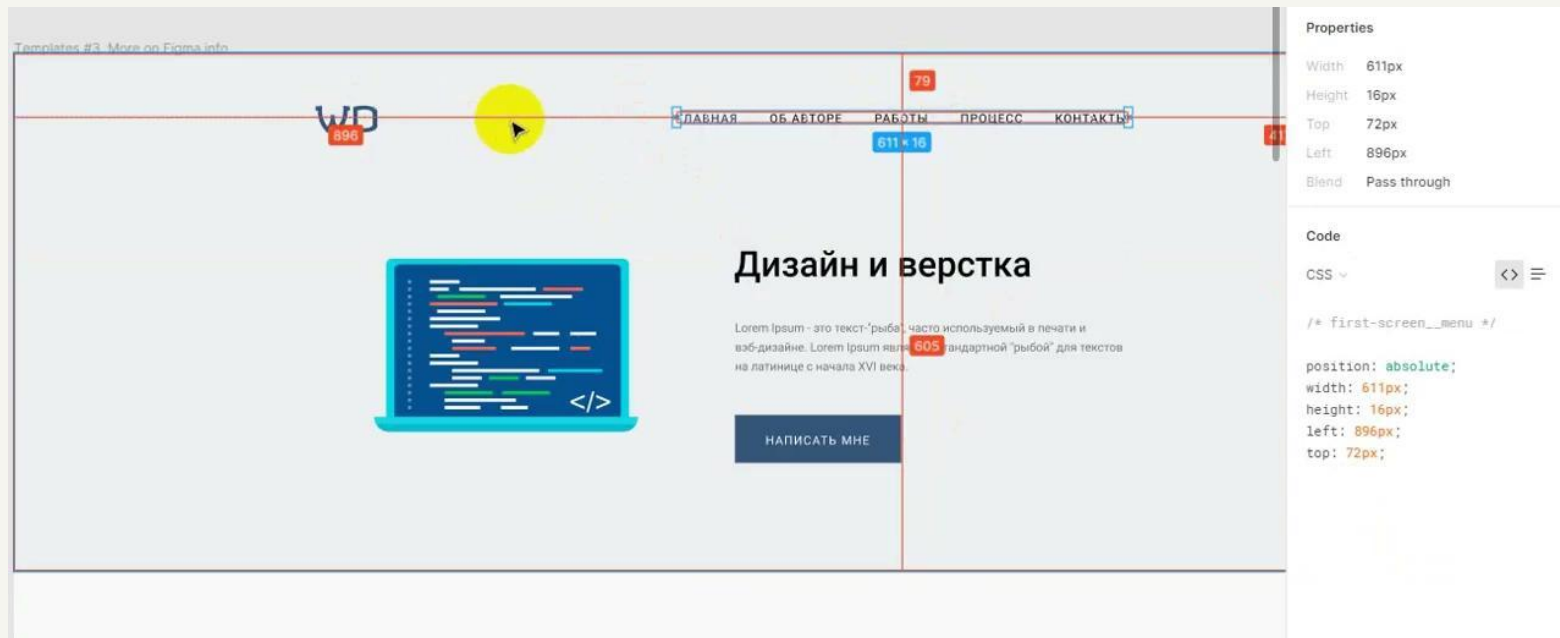 Templates #3. More on Figma.info
79
WD
896
ГЛАВНАЯ ОБ АВТОРЕ РАБОТЫ ПРОЦЕСС КОНТАКТЫ
611 × 16
Дизайн и верстка
Lorem Ipsum - это текст-"рыба", часто используемый в печати и
вэб-дизайне. Lorem Ipsum стандартной "рыбой" для текстов
на латинице с начала XVI века.
605
</>
НАПИСАТЬ МНЕ
Properties
Width 611px
Height 16px
Top 72px
Left 896px
Blend Pass through
Code
CSS
<>
/* first-screen__menu */
position: absolute;
width: 611px;
height: 16px;
left: 896px;
top: 72px;